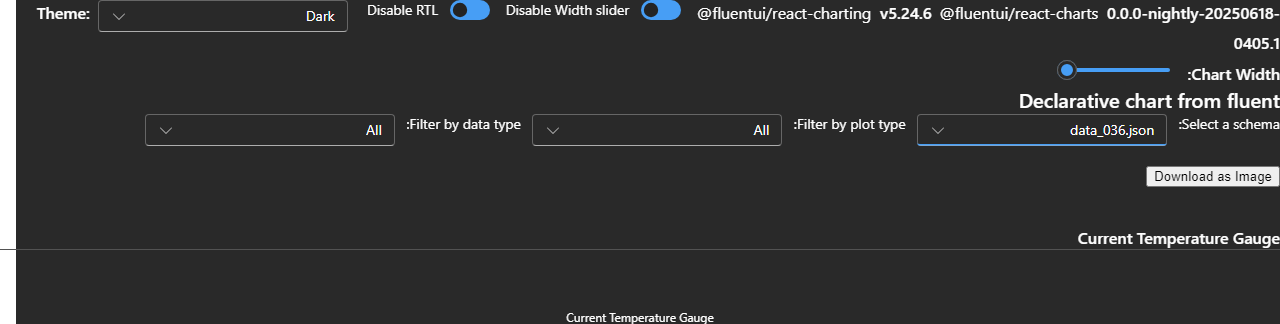 Theme: Dark Disable RTL Disable Width slider @fluentui/react-charting v5.24.6 @fluentui/react-charts 0.0.0-nightly-20250618-
0405.1
:Chart Width
Declarative chart from fluent
All :Filter by data type All :Filter by plot type data_036.json :Select a schema
Download as Image
Current Temperature Gauge
Current Temperature Gauge